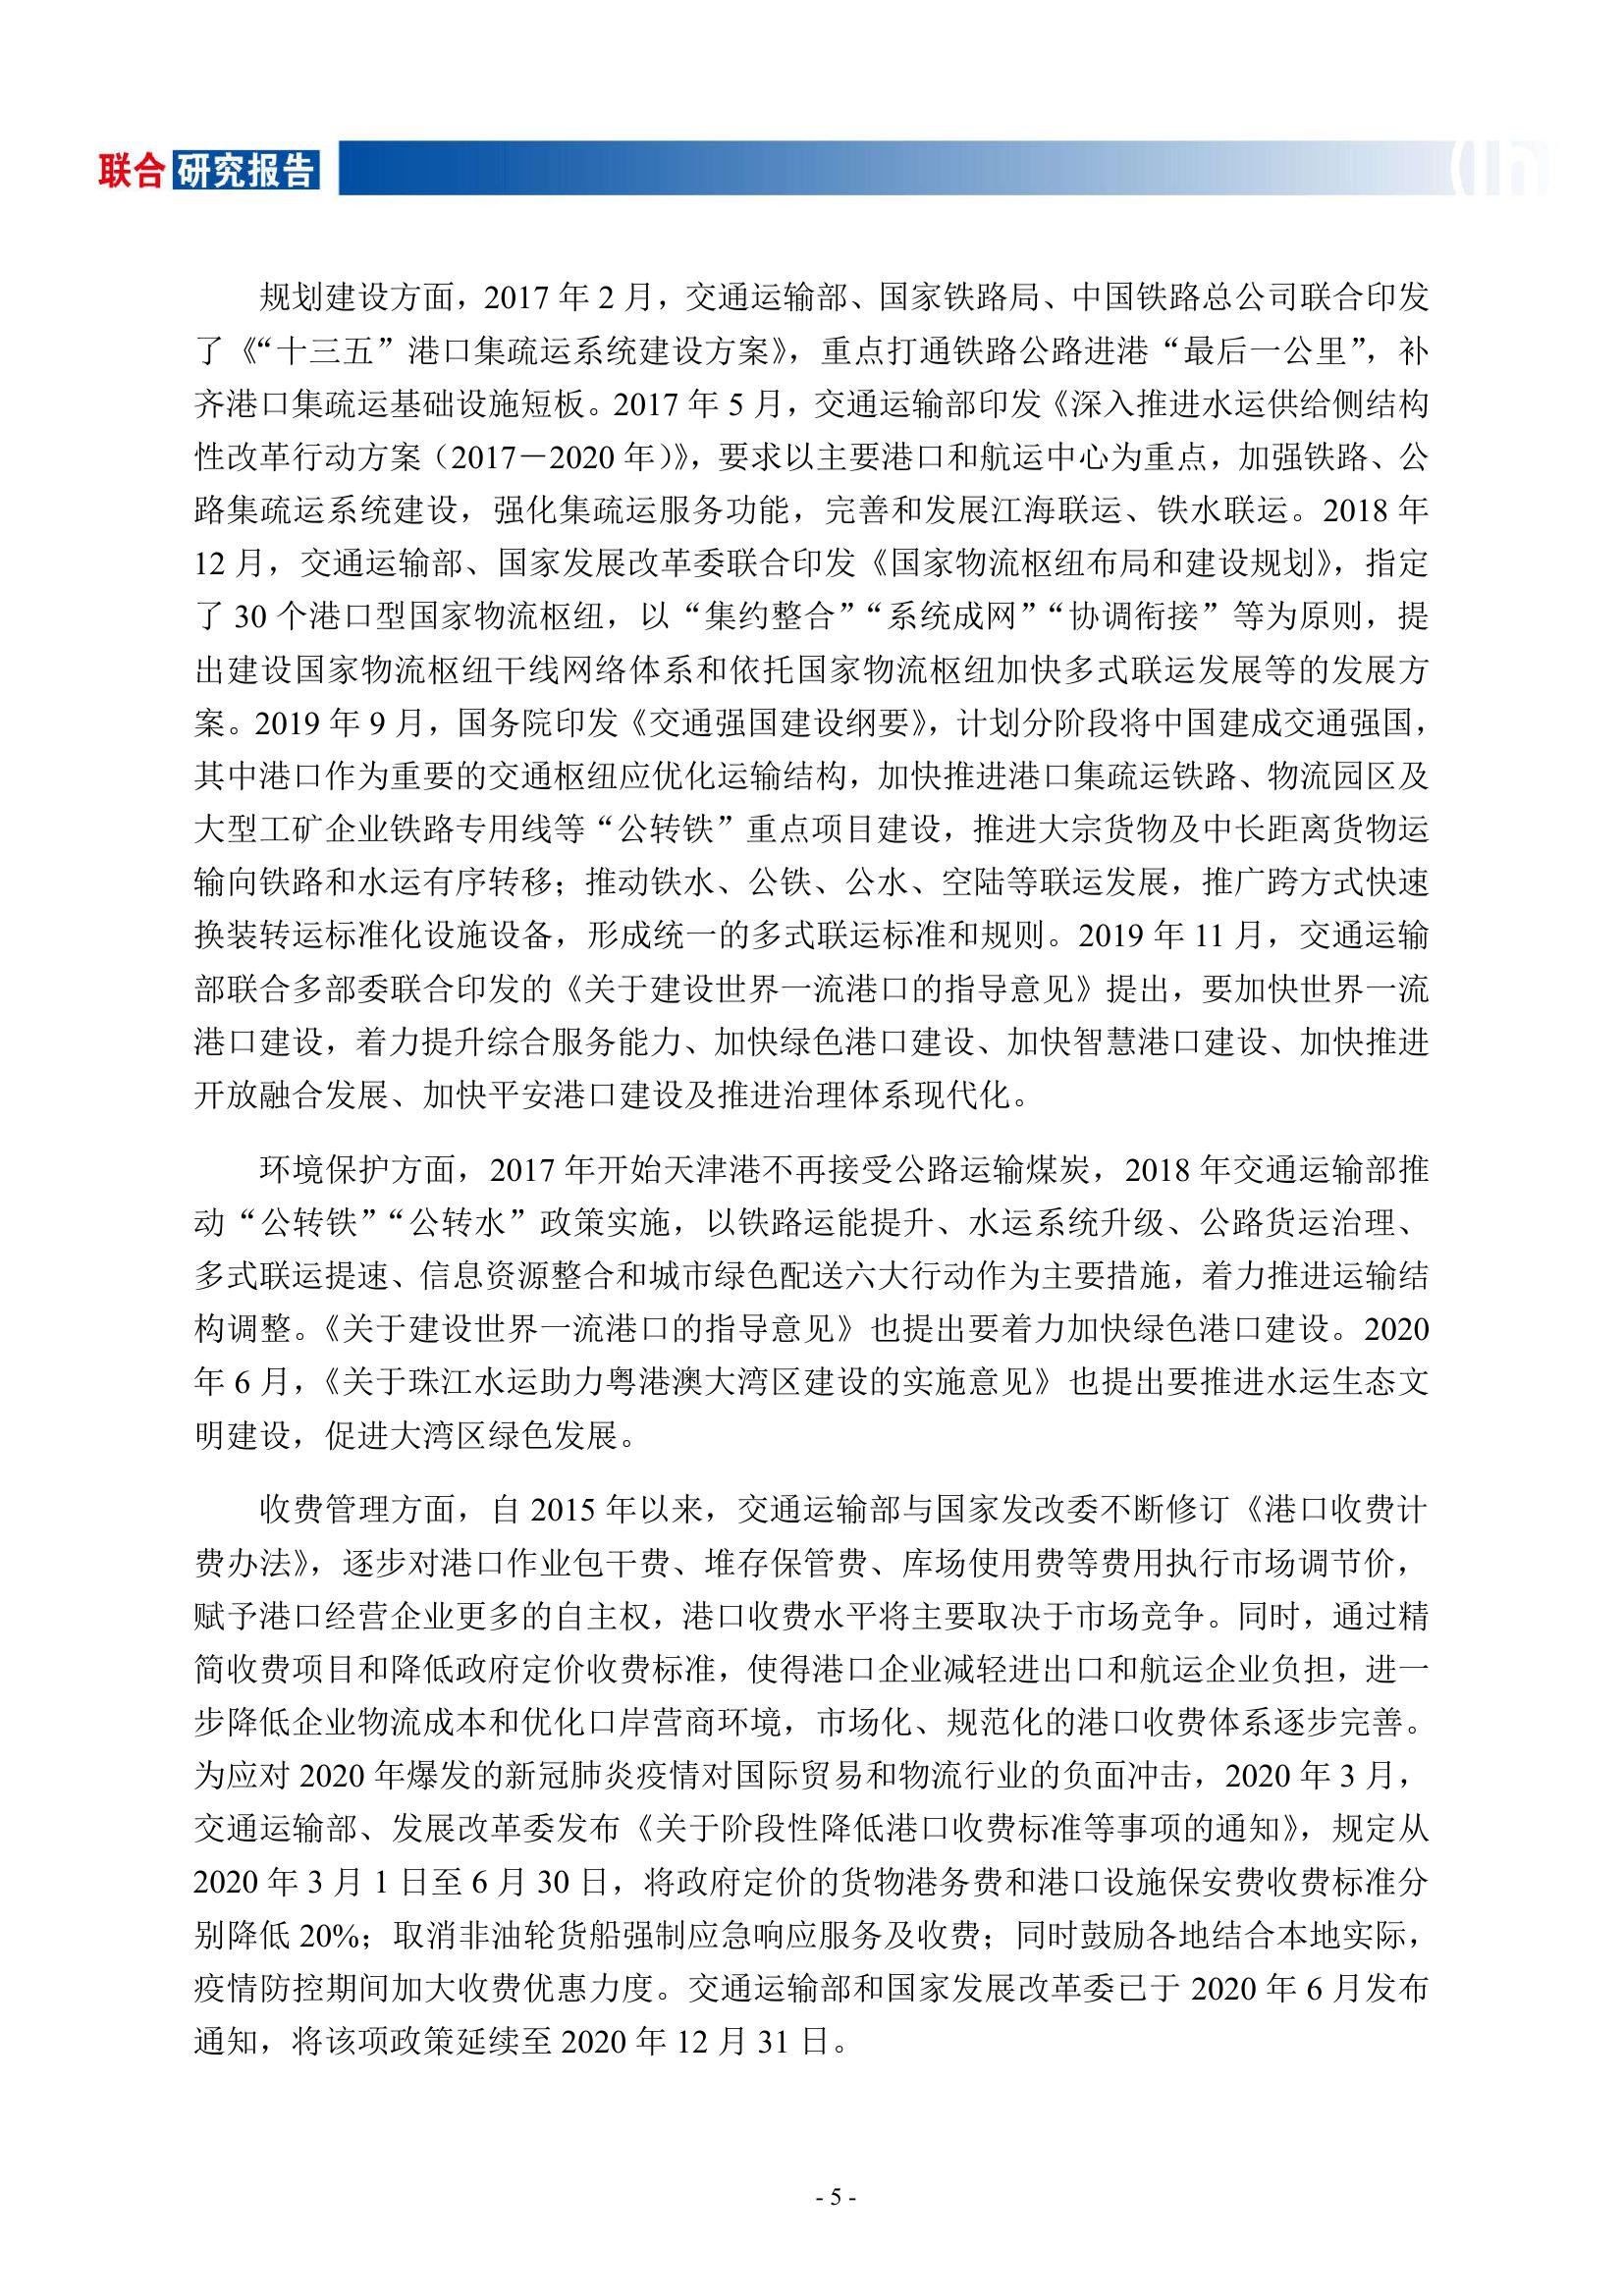 联合研究报告
规划建设方面，2017 年 2 月，交通运输部、国家铁路局、中国铁路总公司联合印发
了《“十三五”港口集疏运系统建设方案》，重点打通铁路公路进港“最后一公里”，补
齐港口集疏运基础设施短板。2017 年 5 月，交通运输部印发《深入推进水运供给侧结构
性改革行动方案（2017－2020 年）》，要求以主要港口和航运中心为重点，加强铁路、公
路集疏运系统建设，强化集疏运服务功能，完善和发展江海联运、铁水联运。2018 年
12 月，交通运输部、国家发展改革委联合印发《国家物流枢纽布局和建设规划》，指定
了 30 个港口型国家物流枢纽，以“集约整合”“系统成网”“协调衔接”等为原则，提
出建设国家物流枢纽干线网络体系和依托国家物流枢纽加快多式联运发展等的发展方
案。2019 年 9 月，国务院印发《交通强国建设纲要》，计划分阶段将中国建成交通强国，
其中港口作为重要的交通枢纽应优化运输结构，加快推进港口集疏运铁路、物流园区及
大型工矿企业铁路专用线等“公转铁”重点项目建设，推进大宗货物及中长距离货物运
输向铁路和水运有序转移；推动铁水、公铁、公水、空陆等联运发展，推广跨方式快速
换装转运标准化设施设备，形成统一的多式联运标准和规则。2019 年 11 月，交通运输
部联合多部委联合印发的《关于建设世界一流港口的指导意见》提出，要加快世界一流
港口建设，着力提升综合服务能力、加快绿色港口建设、加快智慧港口建设、加快推进
开放融合发展、加快平安港口建设及推进治理体系现代化。
环境保护方面，2017 年开始天津港不再接受公路运输煤炭，2018 年交通运输部推
动“公转铁”“公转水”政策实施，以铁路运能提升、水运系统升级、公路货运治理、
多式联运提速、信息资源整合和城市绿色配送六大行动作为主要措施，着力推进运输结
构调整。《关于建设世界一流港口的指导意见》也提出要着力加快绿色港口建设。2020
年 6 月，《关于珠江水运助力粤港澳大湾区建设的实施意见》也提出要推进水运生态文
明建设，促进大湾区绿色发展。
收费管理方面，自 2015 年以来，交通运输部与国家发改委不断修订《港口收费计
费办法》，逐步对港口作业包干费、堆存保管费、库场使用费等费用执行市场调节价，
赋予港口经营企业更多的自主权，港口收费水平将主要取决于市场竞争。同时，通过精
简收费项目和降低政府定价收费标准，使得港口企业减轻进出口和航运企业负担，进一
步降低企业物流成本和优化口岸营商环境，市场化、规范化的港口收费体系逐步完善。
为应对 2020 年爆发的新冠肺炎疫情对国际贸易和物流行业的负面冲击，2020 年 3 月，
交通运输部、发展改革委发布《关于阶段性降低港口收费标准等事项的通知》，规定从
2020 年 3 月 1 日至 6 月 30 日，将政府定价的货物港务费和港口设施保安费收费标准分
别降低 20%；取消非油轮货船强制应急响应服务及收费；同时鼓励各地结合本地实际，
疫情防控期间加大收费优惠力度。交通运输部和国家发展改革委已于 2020 年 6 月发布
通知，将该项政策延续至 2020 年 12 月 31 日。
- 5 -